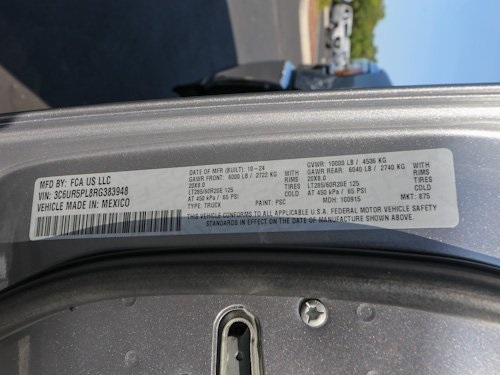 MFD BY: FCA US LLC
VIN: 3C6UR5PL8RG383948
VEHICLE MADE IN: MEXICO
DATE OF MFR (BUILT): 10-24
GAWR FRONT: 6000 LB / 2722 KG
20X8.0
LT285/60R20E 125
AT 450 kPa / 65 PSI
TYPE: TRUCK
WITH
RIMS
TIRES
GVWR: 10000 LB / 4536 KG
GAWR REAR: 6040 LB / 2740 KG
20X8.0
LT285/60R20E 125
AT 450 kPa / 65 PSI
PAINT: PSC
MDH: 100915
WITH
RIMS
TIRES
MKT: 875
THIS VEHICLE CONFORMS TO ALL APPLICABLE U.S.A. FEDERAL MOTOR VEHICLE SAFETY
STANDARDS IN EFFECT ON THE DATE OF MANUFACTURE SHOWN ABOVE.